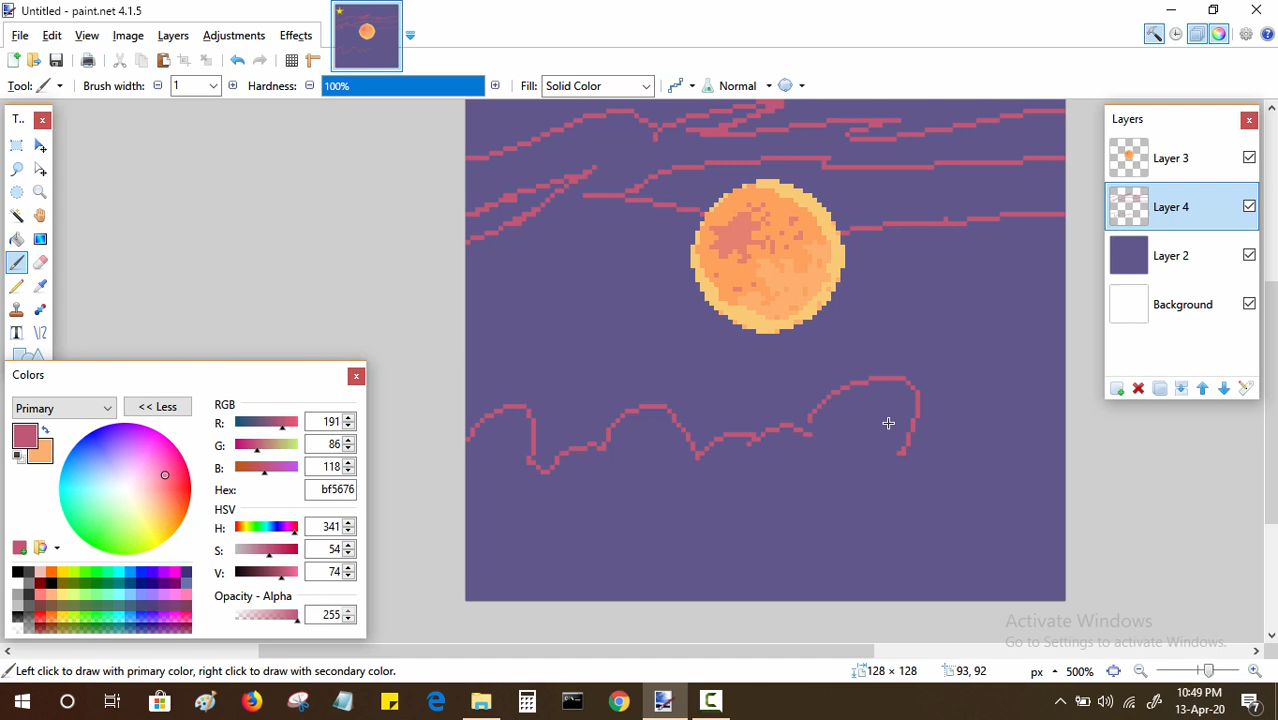 Untitled - paint.net 4.1.5
File Edit View Image Layers Adjustments Effects
Tool: Brush width: 1 Hardness: 100% Fill: Solid Color Normal
T..
Layers
Layer 3
Layer 4
Layer 2
Background
Colors
Primary
<< Less
RGB
R: 191
G: 86
B: 118
Hex: bf5676
HSV
H: 341
S: 54
V: 74
Opacity - Alpha
255
Activate Windows
Go to Settings to activate Windows.
Left click to draw with primary color, right click to draw with secondary color.
128 × 128
93, 92
px
500%
10:49 PM
13-Apr-20
7